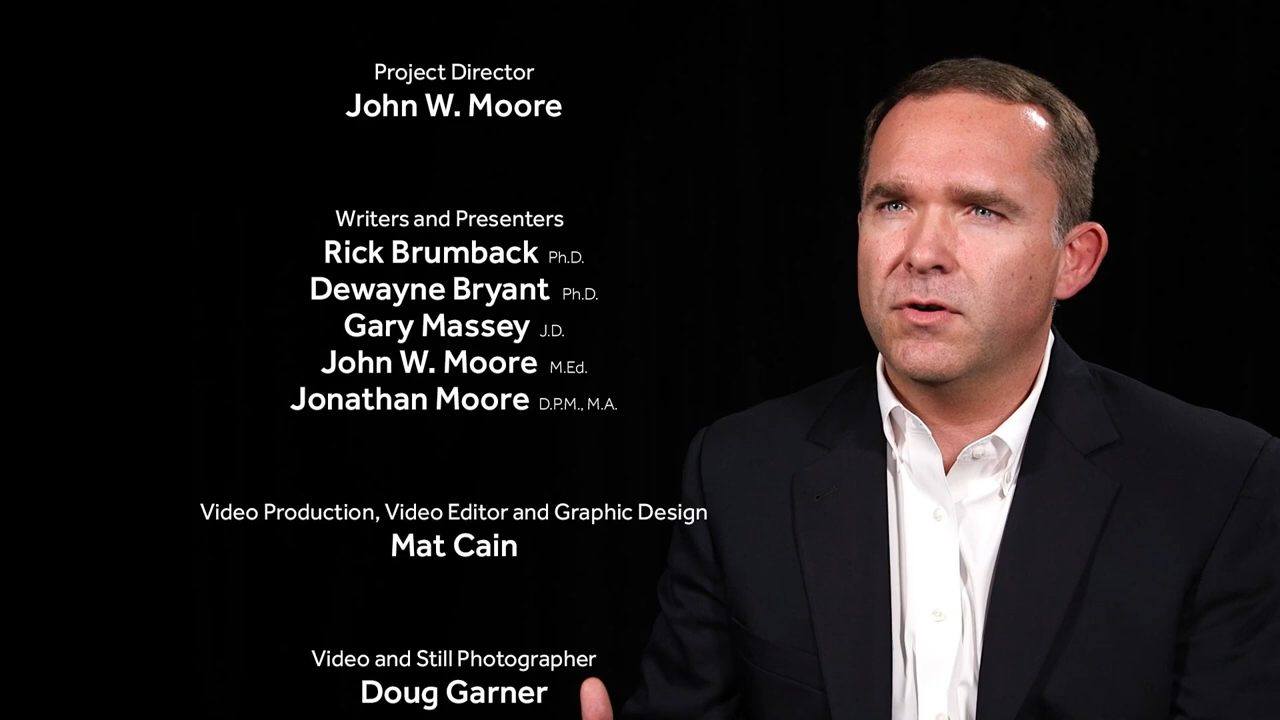 Project Director
John W. Moore
Writers and Presenters
Rick Brumback Ph.D.
Dewayne Bryant Ph.D.
Gary Massey J.D.
John W. Moore M.Ed.
Jonathan Moore D.P.M., M.A.
Video Production, Video Editor and Graphic Design
Mat Cain
Video and Still Photographer
Doug Garner